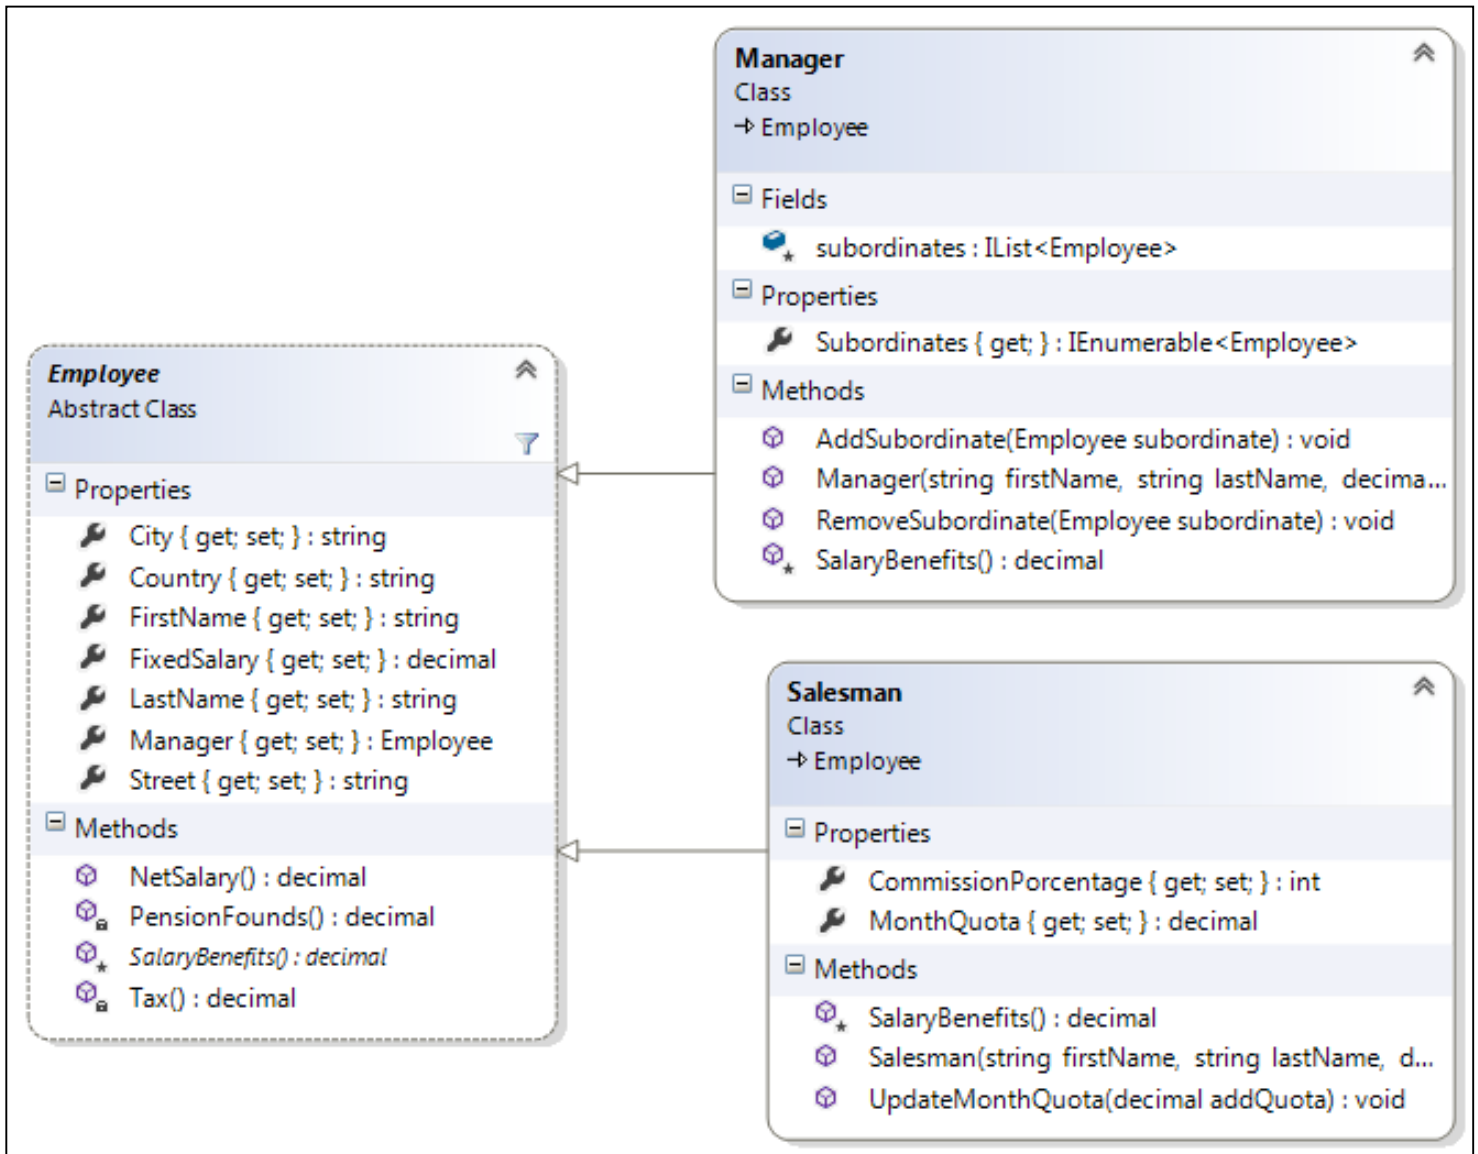 Manager
Class
Employee
Fields
subordinates : IList<Employee>
Properties
Subordinates { get; } : IEnumerable<Employee>
Methods
AddSubordinate(Employee subordinate) : void
Manager(string firstName, string lastName, decima...
RemoveSubordinate(Employee subordinate) : void
SalaryBenefits() : decimal
Employee
Abstract Class
Properties
City { get; set; } : string
Country { get; set; } : string
FirstName { get; set; } : string
FixedSalary { get; set; } : decimal
LastName { get; set; } : string
Manager { get; set; } : Employee
Street { get; set; } : string
Methods
NetSalary() : decimal
PensionFounds() : decimal
SalaryBenefits() : decimal
Tax() : decimal
Salesman
Class
Employee
Properties
CommissionPorcentage { get; set; } : int
MonthQuota { get; set; } : decimal
Methods
SalaryBenefits() : decimal
Salesman(string firstName, string lastName, d...
UpdateMonthQuota(decimal addQuota) : void